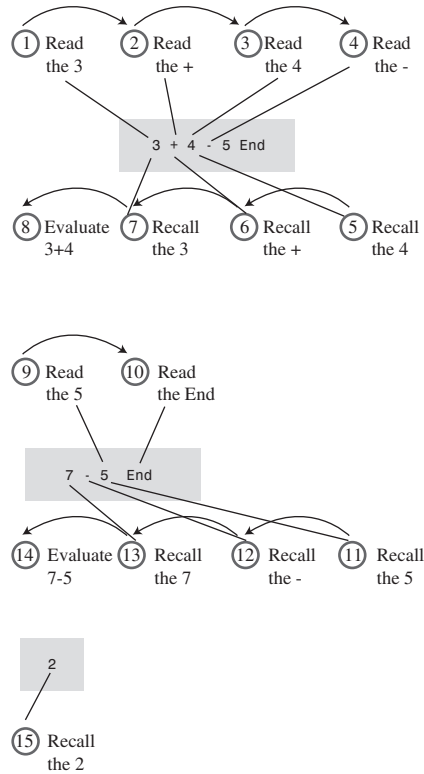 1 Read 2 Read 3 Read 4 Read
the 3 the + the 4 the -
3 + 4 - 5 End
8 Evaluate 7 Recall 6 Recall 5 Recall
3+4 the 3 the + the 4
9 Read 10 Read
the 5 the End
7 - 5 End
14 Evaluate 13 Recall 12 Recall 11 Recall
7-5 the 7 the - the 5
2
15 Recall
the 2